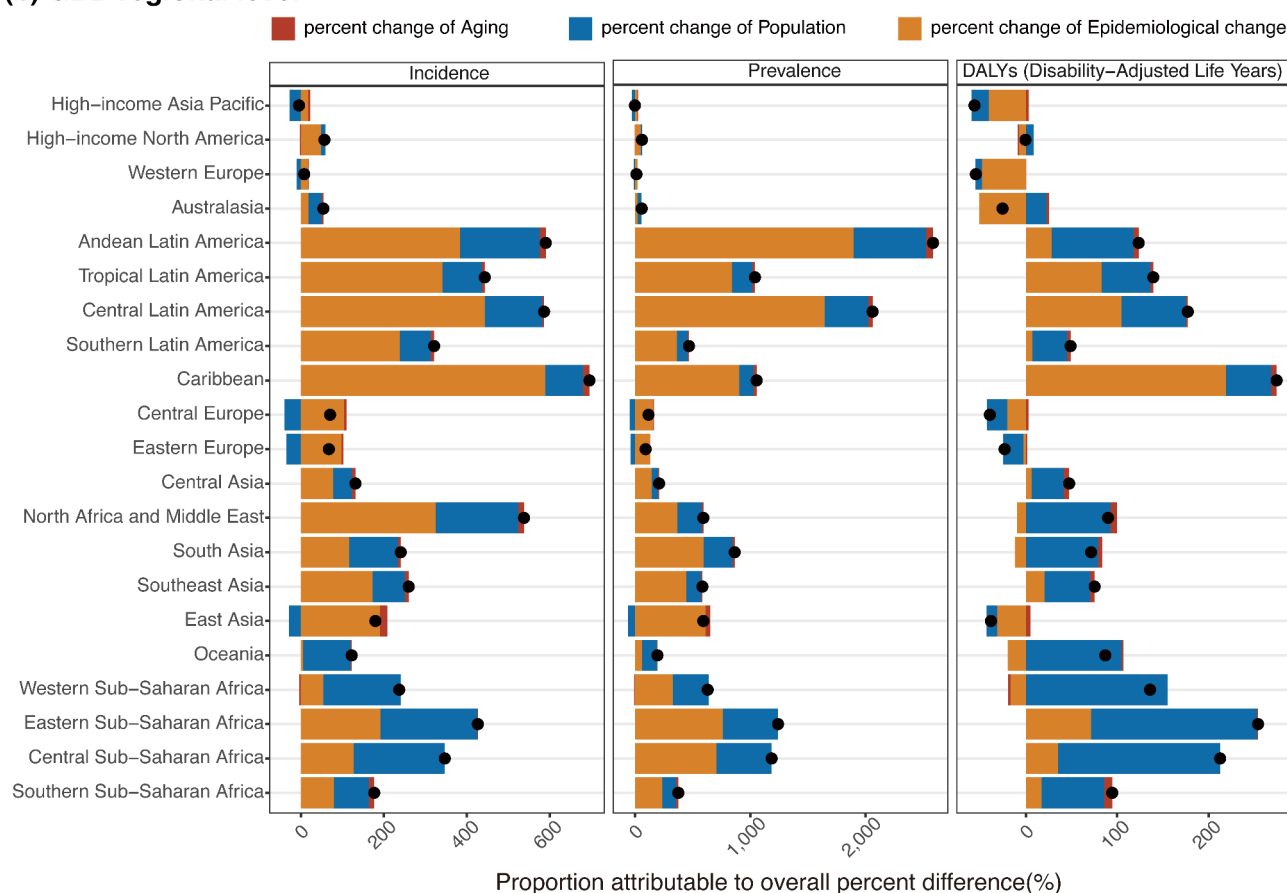 percent change of Aging percent change of Population percent change of Epidemiological change
Incidence Prevalence DALYs (Disability−Adjusted Life Years)
High−income Asia Pacific
High−income North America
Western Europe
Australasia
Andean Latin America
Tropical Latin America
Central Latin America
Southern Latin America
Caribbean
Central Europe
Eastern Europe
Central Asia
North Africa and Middle East
South Asia
Southeast Asia
East Asia
Oceania
Western Sub−Saharan Africa
Eastern Sub−Saharan Africa
Central Sub−Saharan Africa
Southern Sub−Saharan Africa
0 200 400 600 0 1,000 2,000 0 100 200
Proportion attributable to overall percent difference(%)